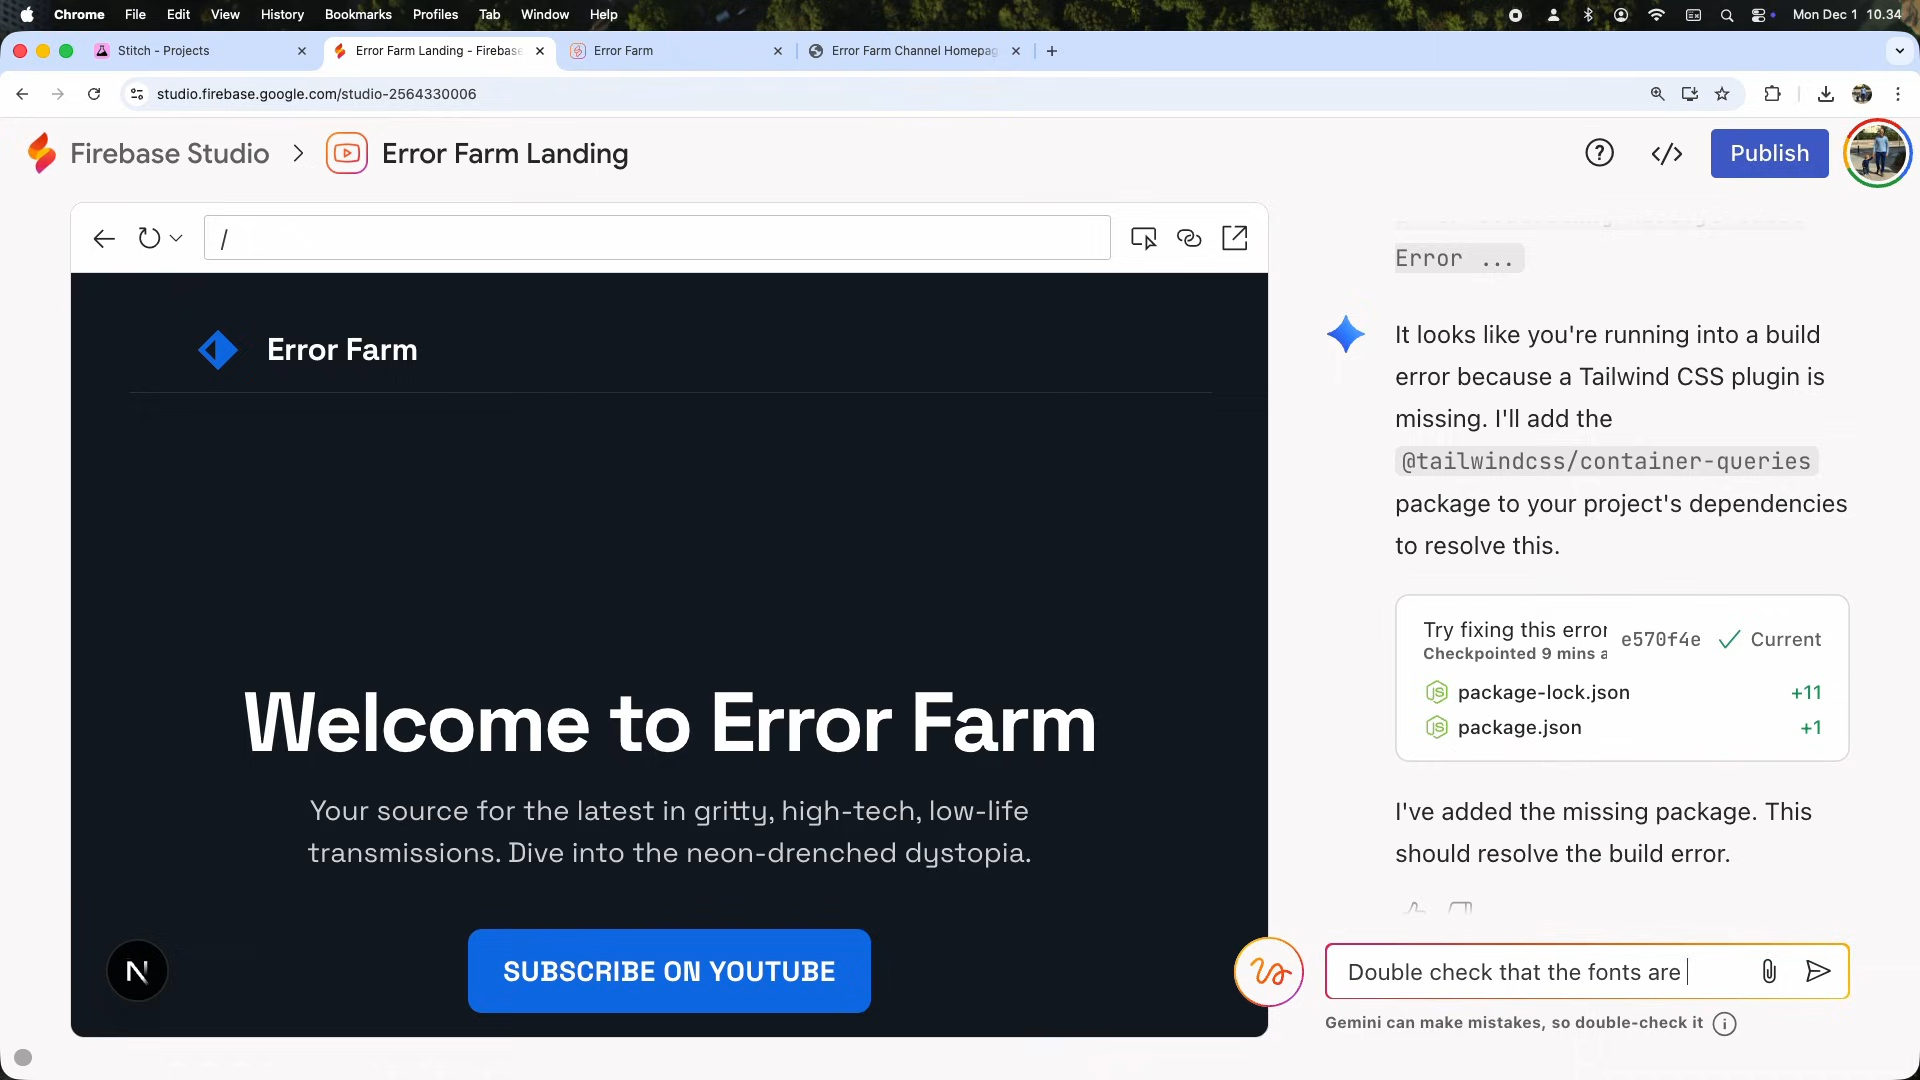 Chrome File Edit View History Bookmarks Profiles Tab Window Help Mon Dec 1 10.34
Stitch - Projects Error Farm Landing - Firebase Error Farm Error Farm Channel Homepag
studio.firebase.google.com/studio-2564330006
Firebase Studio > Error Farm Landing </> Publish
/
Error Farm
Welcome to Error Farm
Your source for the latest in gritty, high-tech, low-life
transmissions. Dive into the neon-drenched dystopia.
SUBSCRIBE ON YOUTUBE
N
Error ...
It looks like you're running into a build
error because a Tailwind CSS plugin is
missing. I'll add the
@tailwindcss/container-queries
package to your project's dependencies
to resolve this.
Try fixing this error e570f4e Current
Checkpointed 9 mins a
package-lock.json +11
package.json +1
I've added the missing package. This
should resolve the build error.
Double check that the fonts are
Gemini can make mistakes, so double-check it